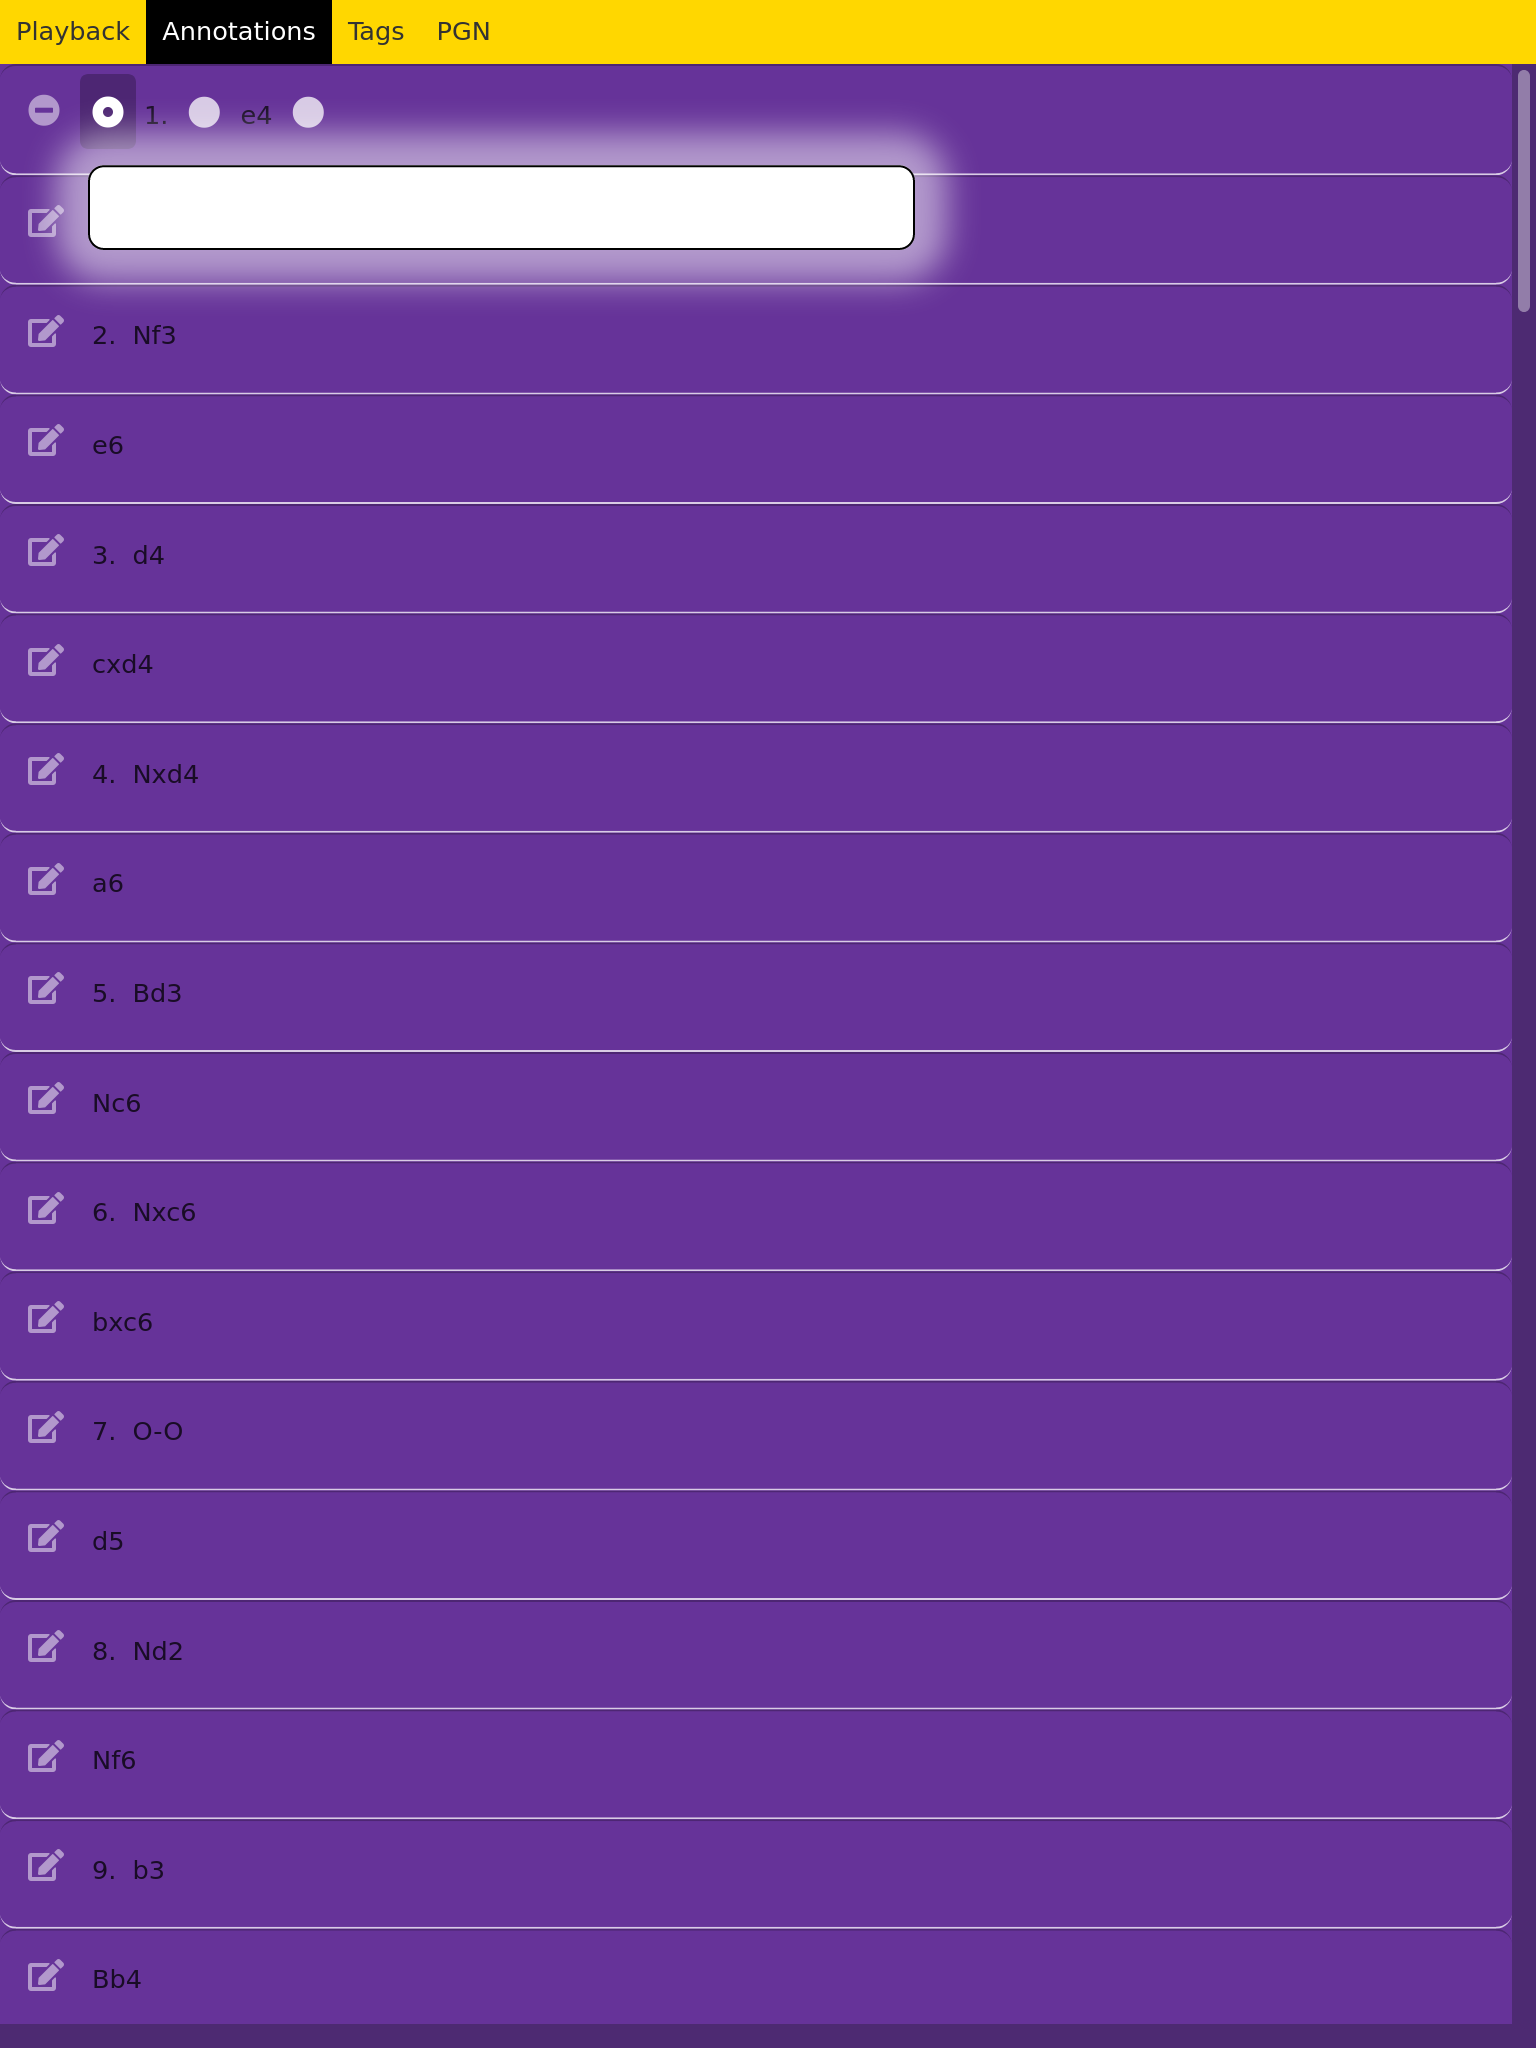 Playback Annotations Tags PGN
1. e4
2. Nf3
e6
3. d4
cxd4
4. Nxd4
a6
5. Bd3
Nc6
6. Nxc6
bxc6
7. O-O
d5
8. Nd2
Nf6
9. b3
Bb4